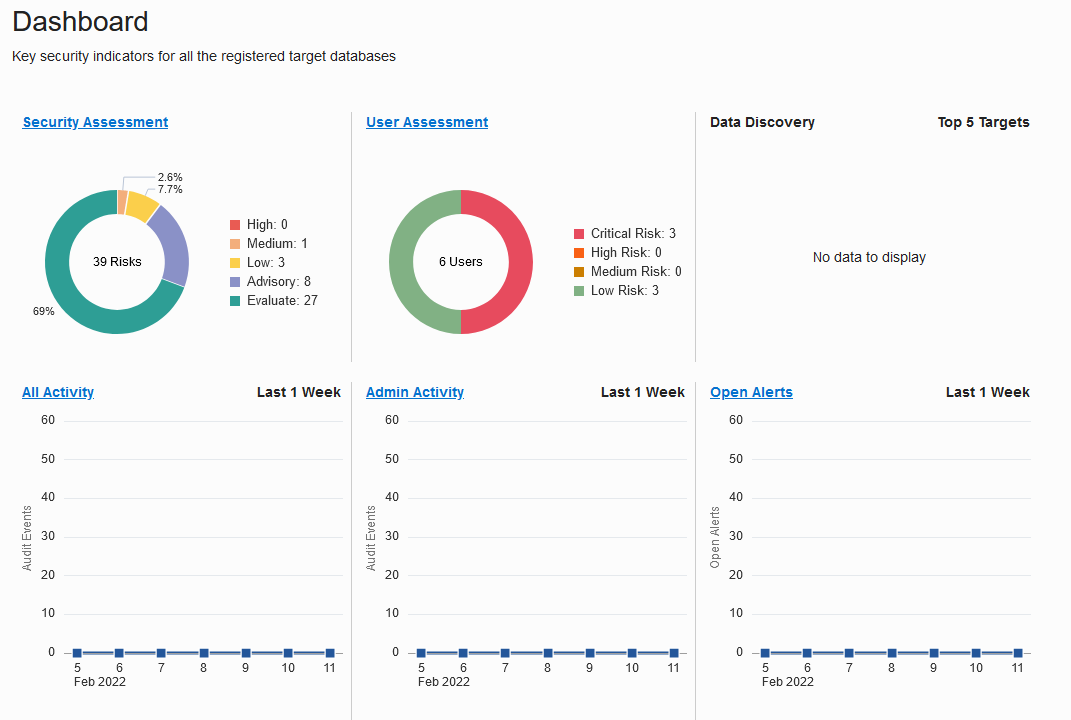 Dashboard
Key security indicators for all the registered target databases
Security Assessment
2.6%
7.7%
39 Risks
69%
High: 0
Medium: 1
Low: 3
Advisory: 8
Evaluate: 27
User Assessment
6 Users
Critical Risk: 3
High Risk: 0
Medium Risk: 0
Low Risk: 3
Data Discovery Top 5 Targets
No data to display
All Activity Last 1 Week
Audit Events
60
50
40
30
20
10
0
5 6 7 8 9 10 11
Feb 2022
Admin Activity Last 1 Week
Audit Events
60
50
40
30
20
10
0
5 6 7 8 9 10 11
Feb 2022
Open Alerts Last 1 Week
Open Alerts
60
50
40
30
20
10
0
5 6 7 8 9 10 11
Feb 2022